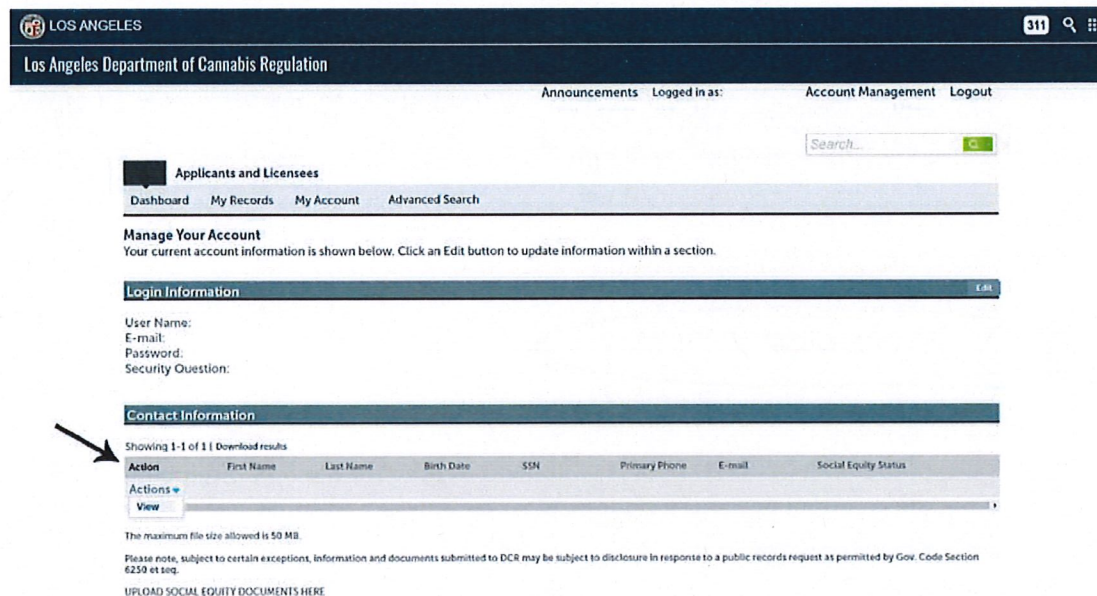 LOS ANGELES
311
Los Angeles Department of Cannabis Regulation
Announcements Logged in as: Account Management Logout
Search...
Applicants and Licensees
Dashboard My Records My Account Advanced Search
Manage Your Account
Your current account information is shown below. Click an Edit button to update information within a section.
Login Information Edit
User Name:
E-mail:
Password:
Security Question:
Contact Information
Showing 1-1 of 1 | Download results
Action First Name Last Name Birth Date SSN Primary Phone E-mail Social Equity Status
Actions
View
The maximum file size allowed is 50 MB.
Please note, subject to certain exceptions, information and documents submitted to DCR may be subject to disclosure in response to a public records request as permitted by Gov. Code Section
6250 et seq.
UPLOAD SOCIAL EQUITY DOCUMENTS HERE